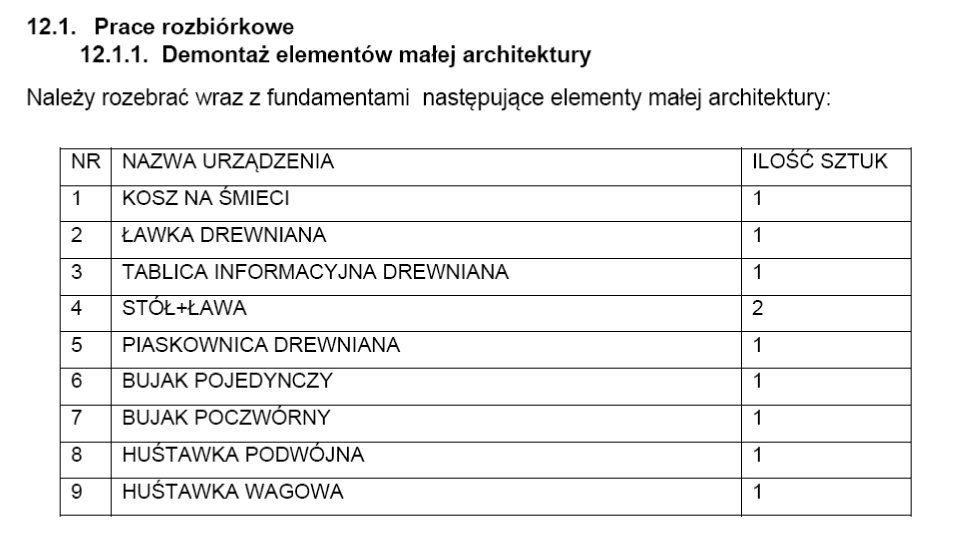 12.1. Prace rozbiórkowe
12.1.1. Demontaż elementów małej architektury
Należy rozebrać wraz z fundamentami następujące elementy małej architektury:
NR NAZWA URZĄDZENIA ILOŚĆ SZTUK
1 KOSZ NA ŚMIECI 1
2 ŁAWKA DREWNIANA 1
3 TABLICA INFORMACYJNA DREWNIANA 1
4 STÓŁ+ŁAWA 2
5 PIASKOWNICA DREWNIANA 1
6 BUJAK POJEDYNCZY 1
7 BUJAK POCZWÓRNY 1
8 HUŚTAWKA PODWÓJNA 1
9 HUŚTAWKA WAGOWA 1